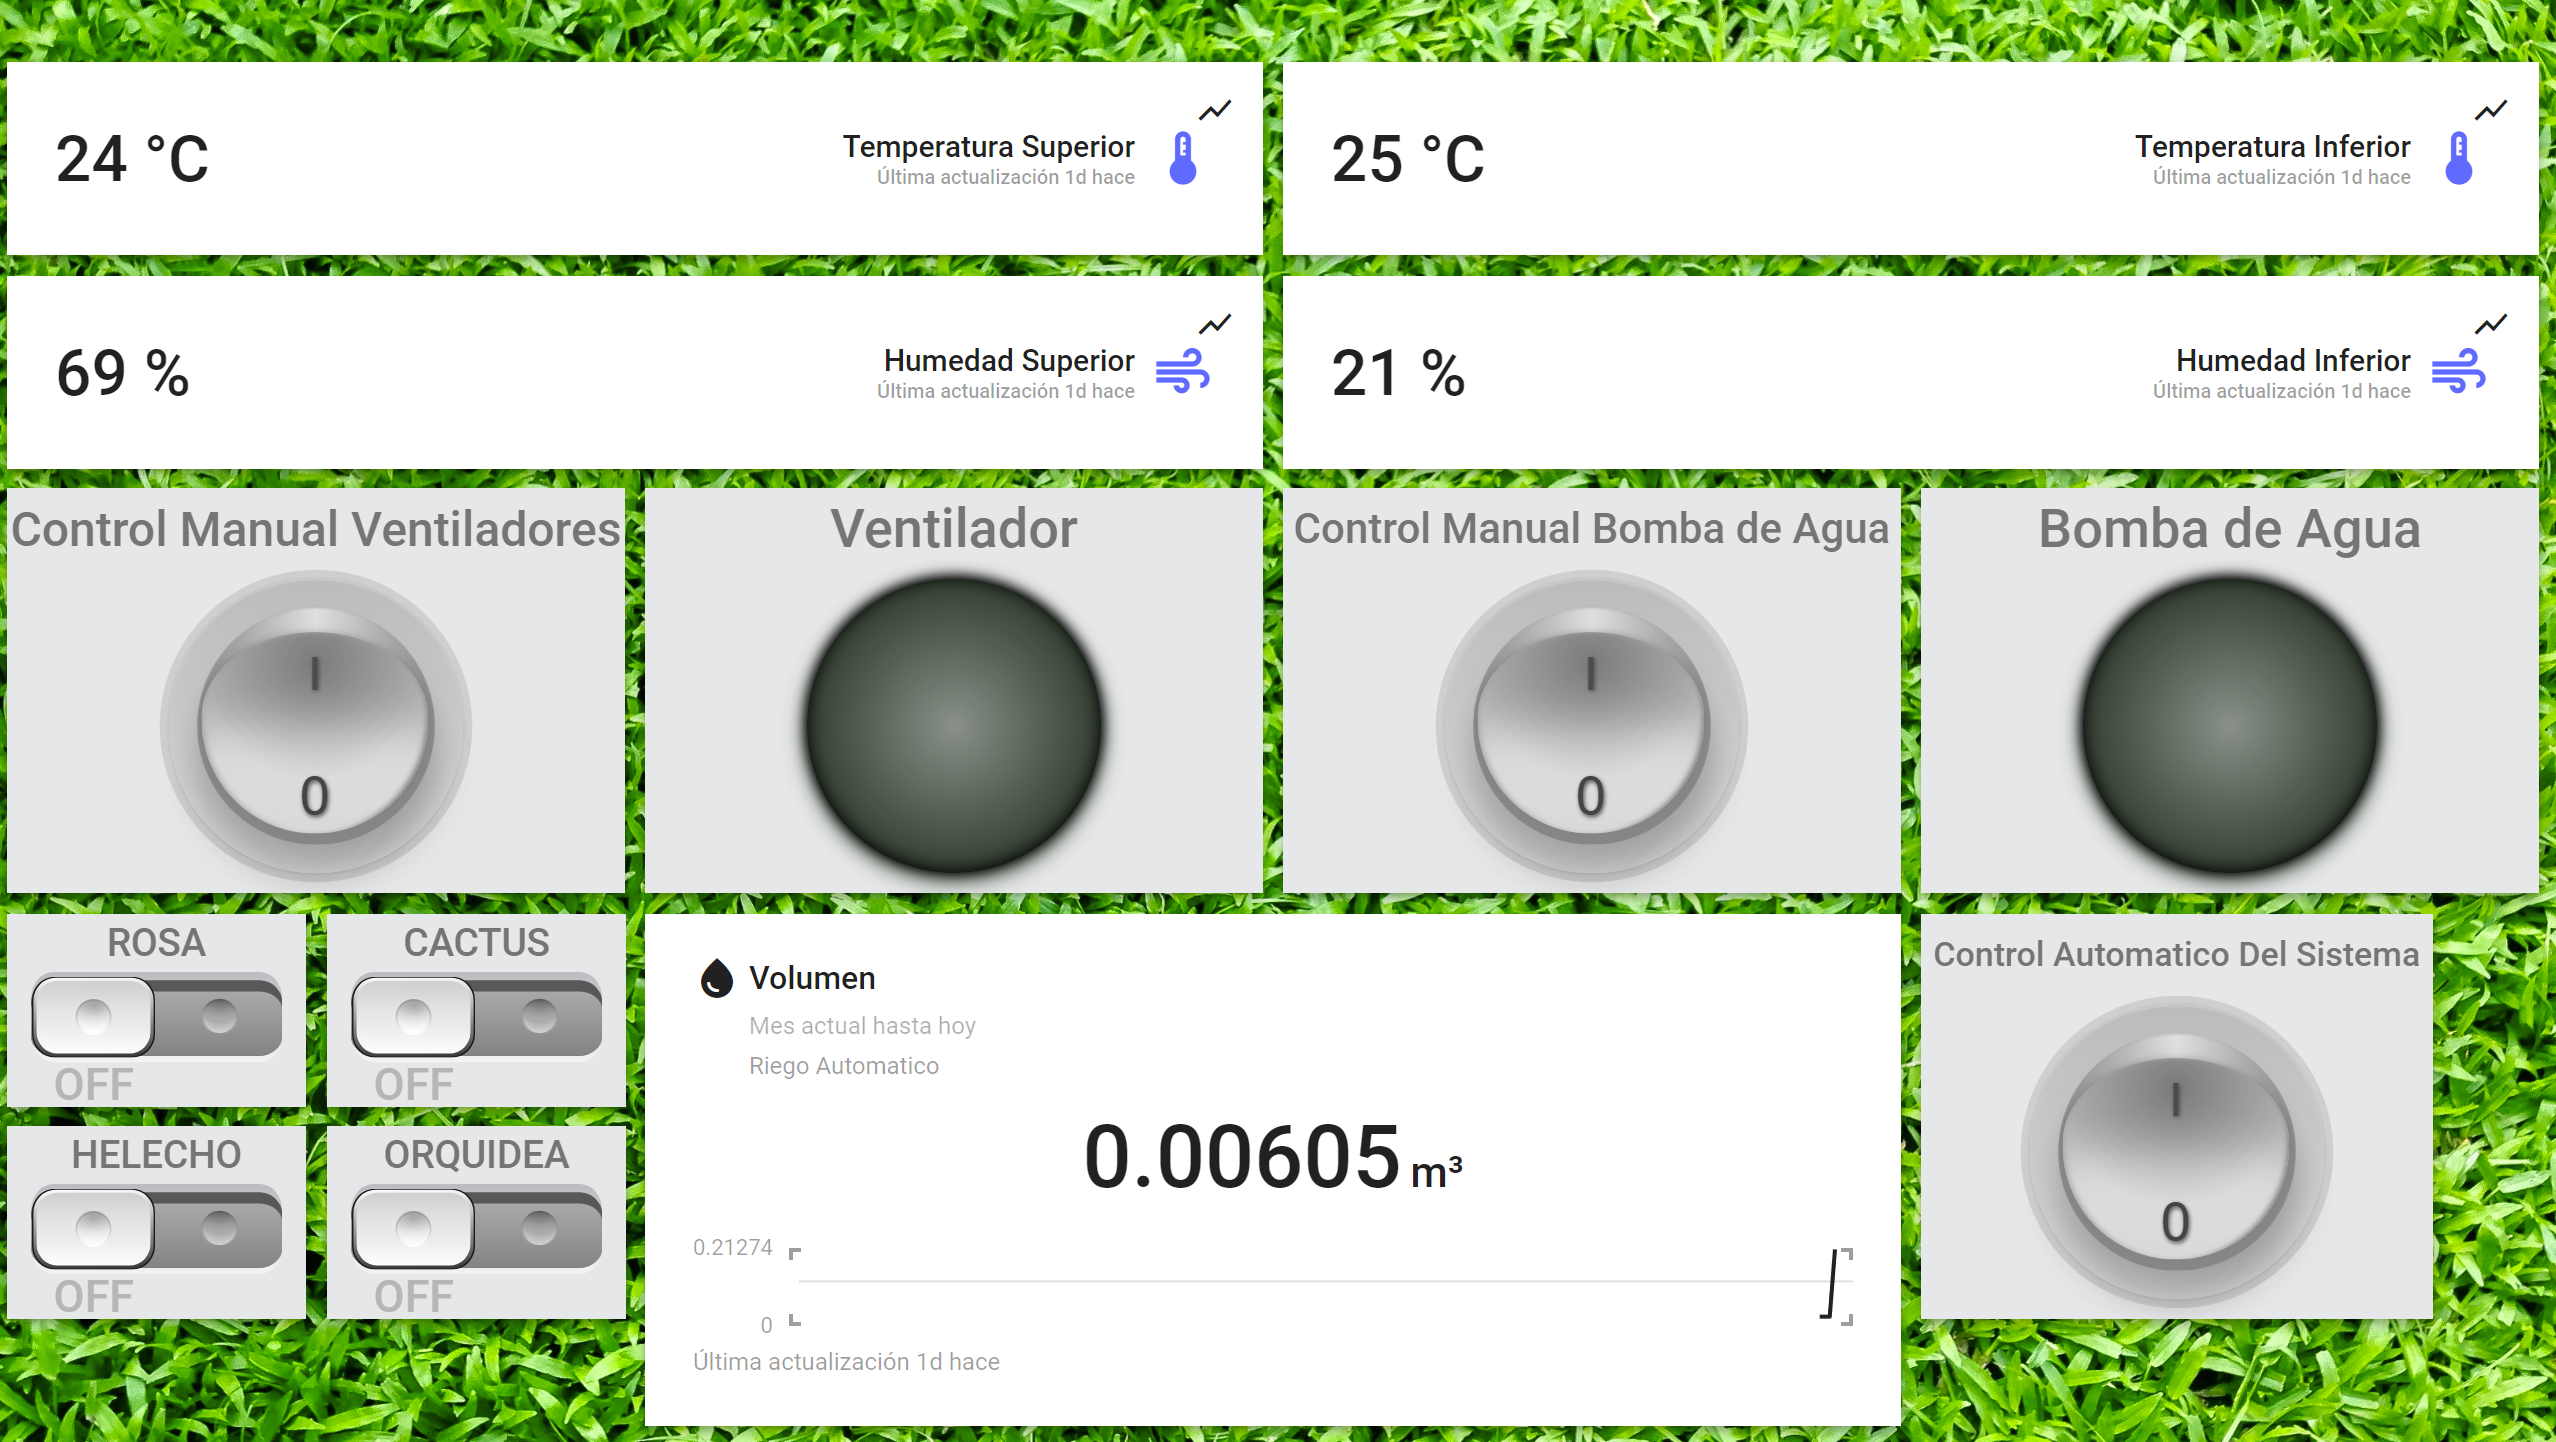 24 °C
Temperatura Superior
Última actualización 1d hace
25 °C
Temperatura Inferior
Última actualización 1d hace
69 %
Humedad Superior
Última actualización 1d hace
21 %
Humedad Inferior
Última actualización 1d hace
Control Manual Ventiladores
I
0
Ventilador
Control Manual Bomba de Agua
I
0
Bomba de Agua
ROSA
OFF
CACTUS
OFF
HELECHO
OFF
ORQUIDEA
OFF
Volumen
Mes actual hasta hoy
Riego Automatico
0.00605 m³
0.21274
0
Última actualización 1d hace
Control Automatico Del Sistema
I
0